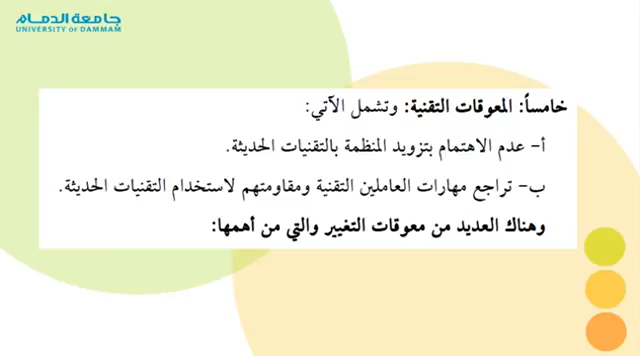 جامعة الدمام
UNIVERSITY OF DAMMAM
خامساً: المعوقات التقنية: وتشمل الآتي:
أ- عدم الاهتمام بتزويد المنظمة بالتقنيات الحديثة.
ب- تراجع مهارات العاملين التقنية ومقاومتهم لاستخدام التقنيات الحديثة.
وهناك العديد من معوقات التغيير والتي من أهمها: